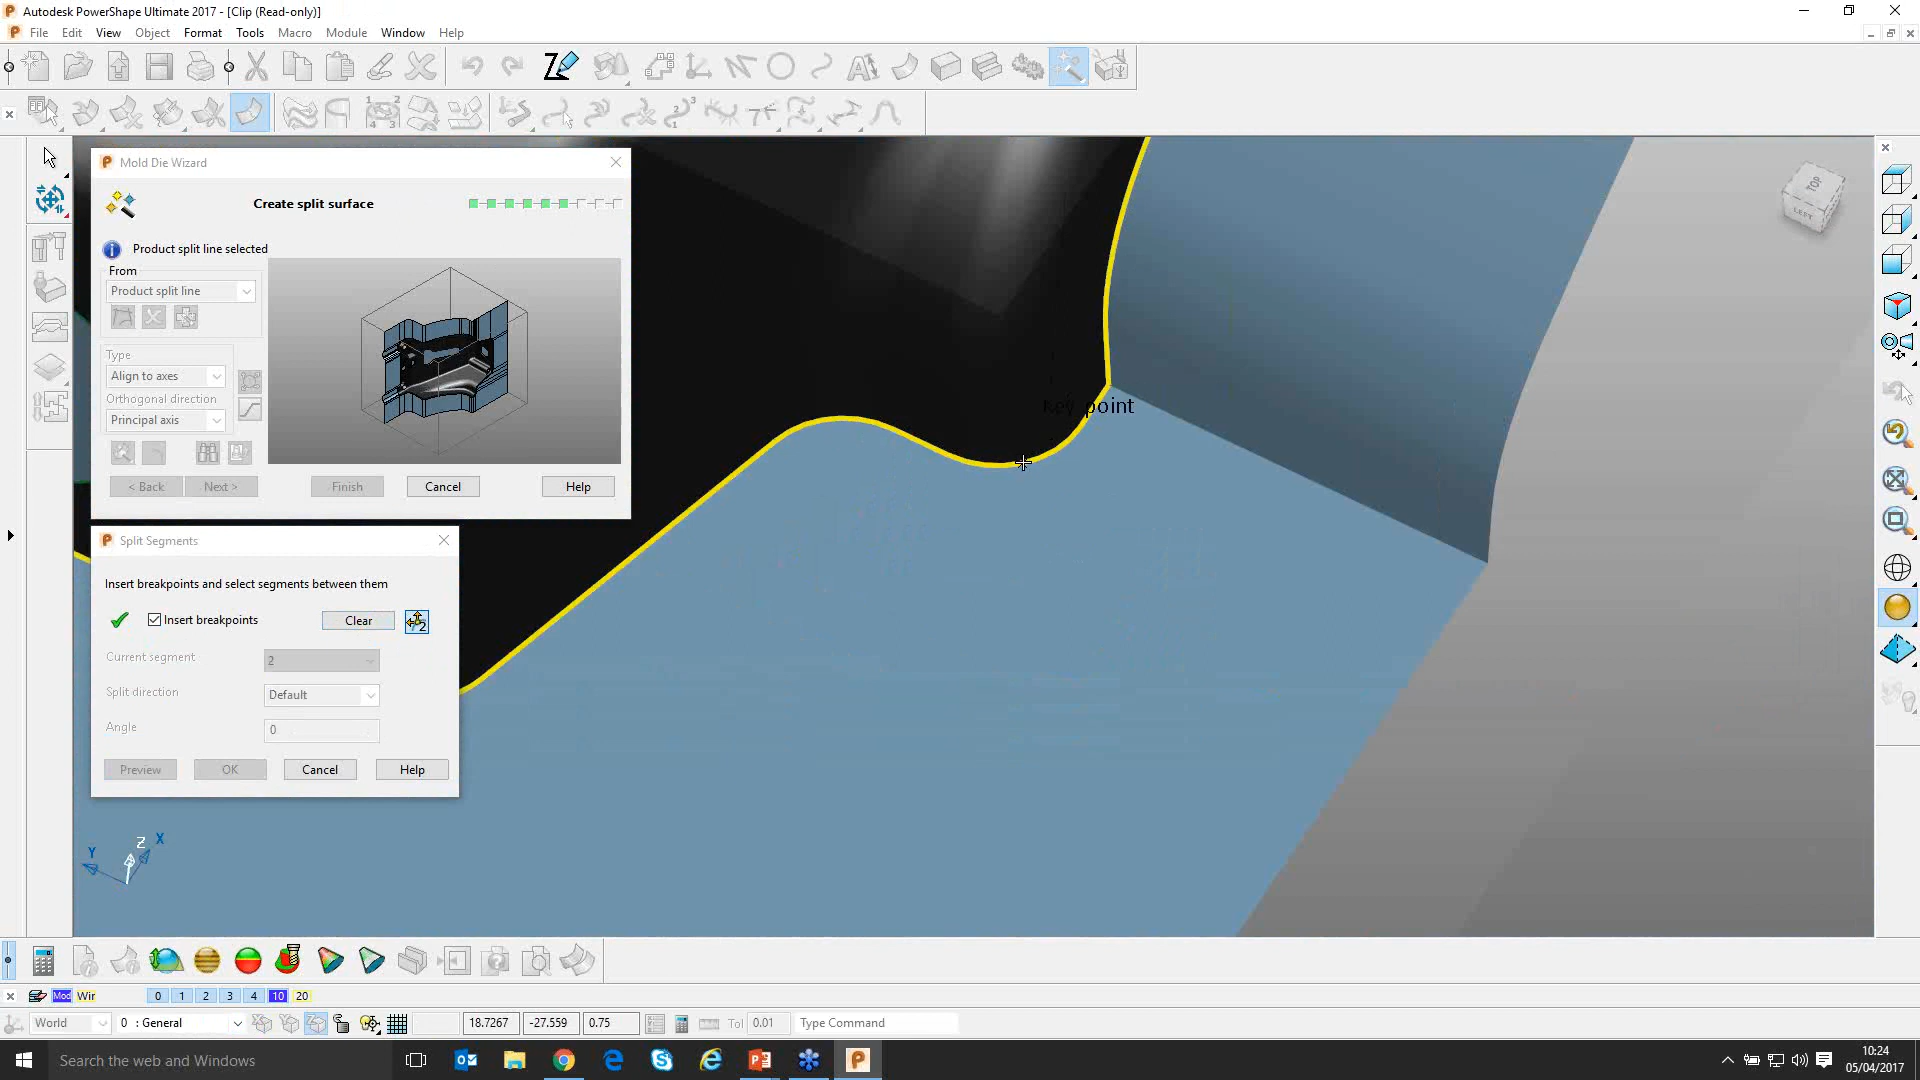 Autodesk PowerShape Ultimate 2017 - [Clip (Read-only)]
File Edit View Object Format Tools Macro Module Window Help
Mold Die Wizard
Create split surface
Product split line selected
From
Product split line
Type
Align to axes
Orthogonal direction
Principal axis
< Back Next > Finish Cancel Help
Split Segments
Insert breakpoints and select segments between them
Insert breakpoints Clear
Current segment 2
Split direction Default
Angle 0
Preview OK Cancel Help
Key point
TOP
LEFT
Z X
Y
Mod Wir 0 1 2 3 4 10 20
World 0 : General 18.7267 -27.559 0.75 Tol 0.01 Type Command
Search the web and Windows
10:24
05/04/2017